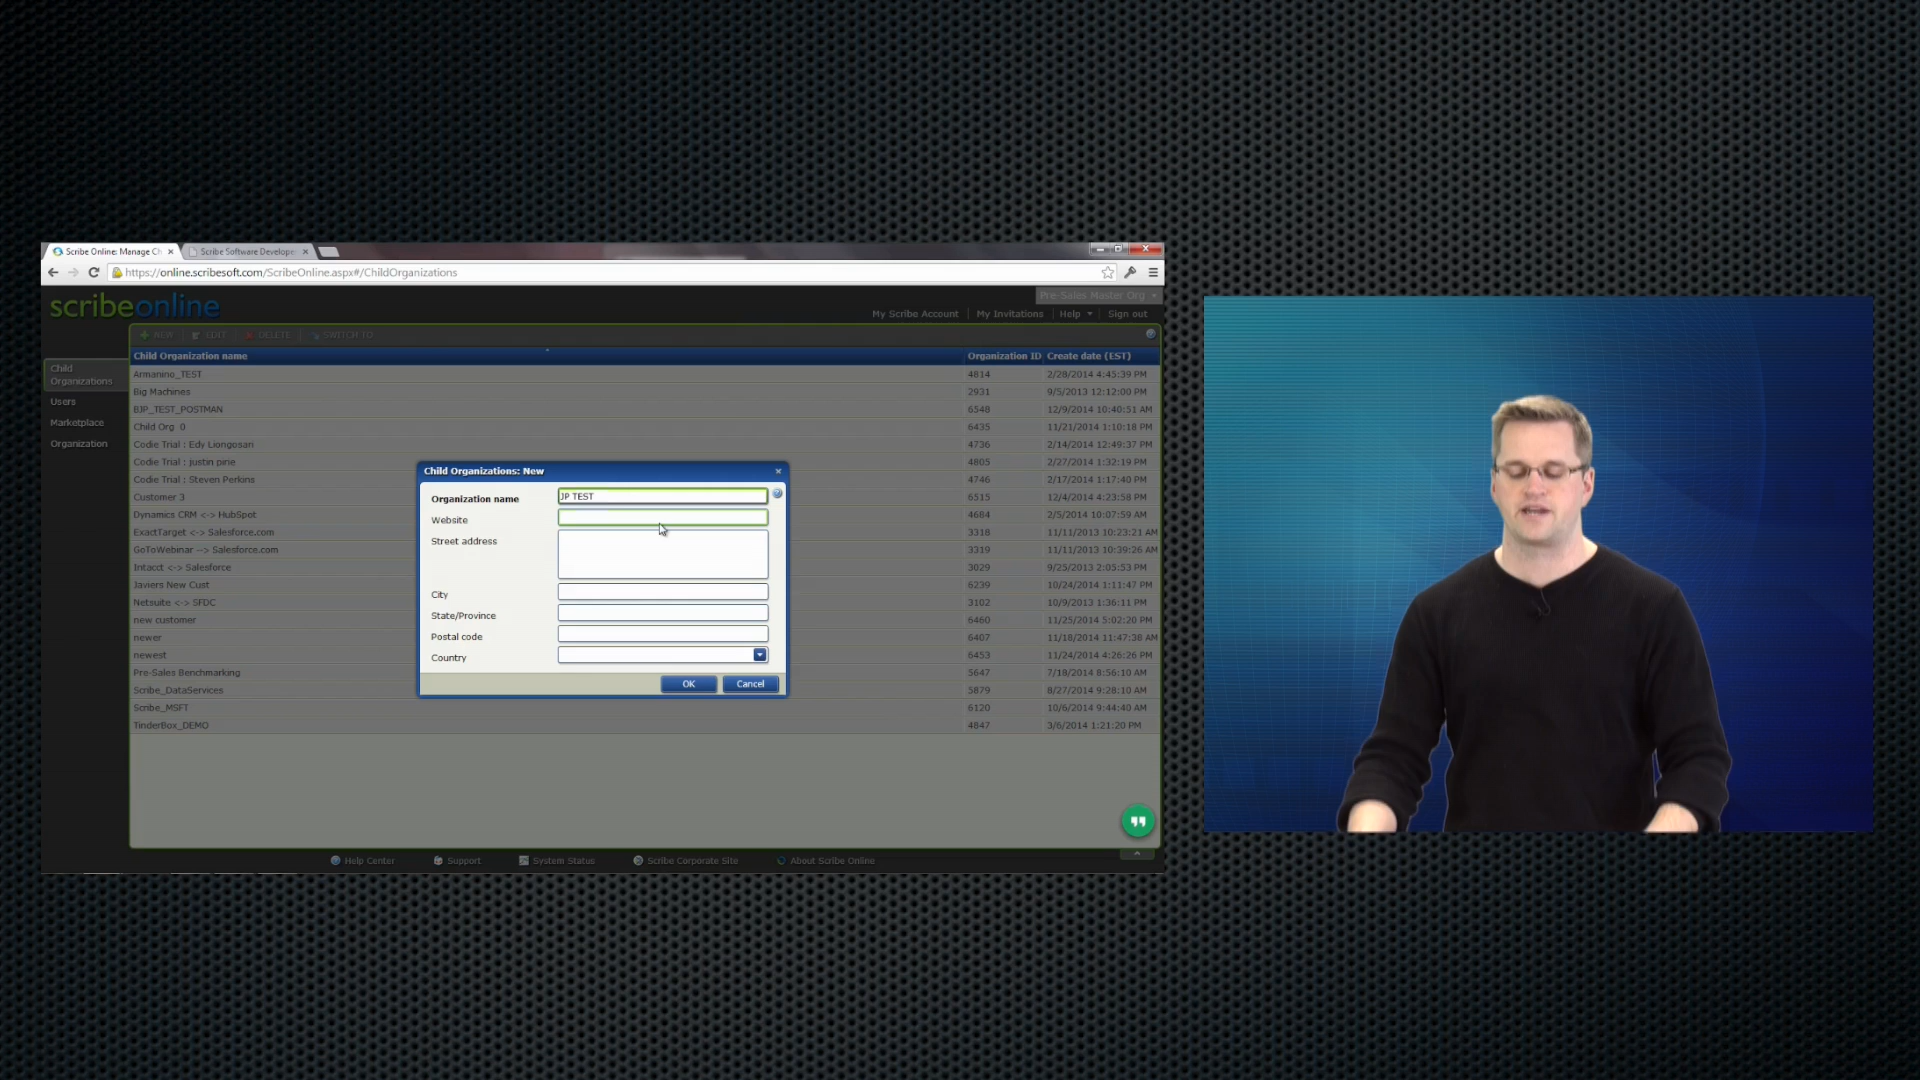 Scribe Online: Manage Ch
Scribe Software Develope
https://online.scribesoft.com/ScribeOnline.aspx#/ChildOrganizations
scribeonline
Pre-Sales Master Org
My Scribe Account | My Invitations | Help | Sign out
NEW EDIT DELETE SWITCH TO
Child Organizations
Users
Marketplace
Organization
Child Organization name Organization ID Create date (EST)
Armanino_TEST 4814 2/28/2014 4:45:39 PM
Big Machines 2931 9/5/2013 12:12:00 PM
BJP_TEST_POSTMAN 6548 12/9/2014 10:40:51 AM
Child Org 0 6435 11/21/2014 1:10:18 PM
Codie Trial : Edy Liongosan 4736 2/14/2014 12:49:37 PM
Codie Trial : justin pirie 4805 2/27/2014 1:32:19 PM
Codie Trial : Steven Perkins 4746 2/17/2014 1:17:40 PM
Customer 3 6515 12/4/2014 4:23:58 PM
Dynamics CRM <-> HubSpot 4684 2/5/2014 10:07:59 AM
ExactTarget <-> Salesforce.com 3318 11/11/2013 10:23:21 AM
GoToWebinar --> Salesforce.com 3319 11/11/2013 10:39:26 AM
Intacct <-> Salesforce 3029 9/25/2013 2:05:53 PM
Javiers New Cust 6239 10/24/2014 1:11:47 PM
Netsuite <-> SFDC 3102 10/9/2013 1:36:11 PM
new customer 6460 11/25/2014 5:02:20 PM
newer 6407 11/18/2014 11:47:38 AM
newest 6453 11/24/2014 4:26:26 PM
Pre-Sales Benchmarking 5647 7/18/2014 8:56:10 AM
Scribe_DataServices 5879 8/27/2014 9:28:10 AM
Scribe_MSFT 6120 10/6/2014 9:44:40 AM
TinderBox_DEMO 4847 3/6/2014 1:21:20 PM
Child Organizations: New
Organization name JP TEST
Website
Street address
City
State/Province
Postal code
Country
OK Cancel
Help Center Support System Status Scribe Corporate Site About Scribe Online